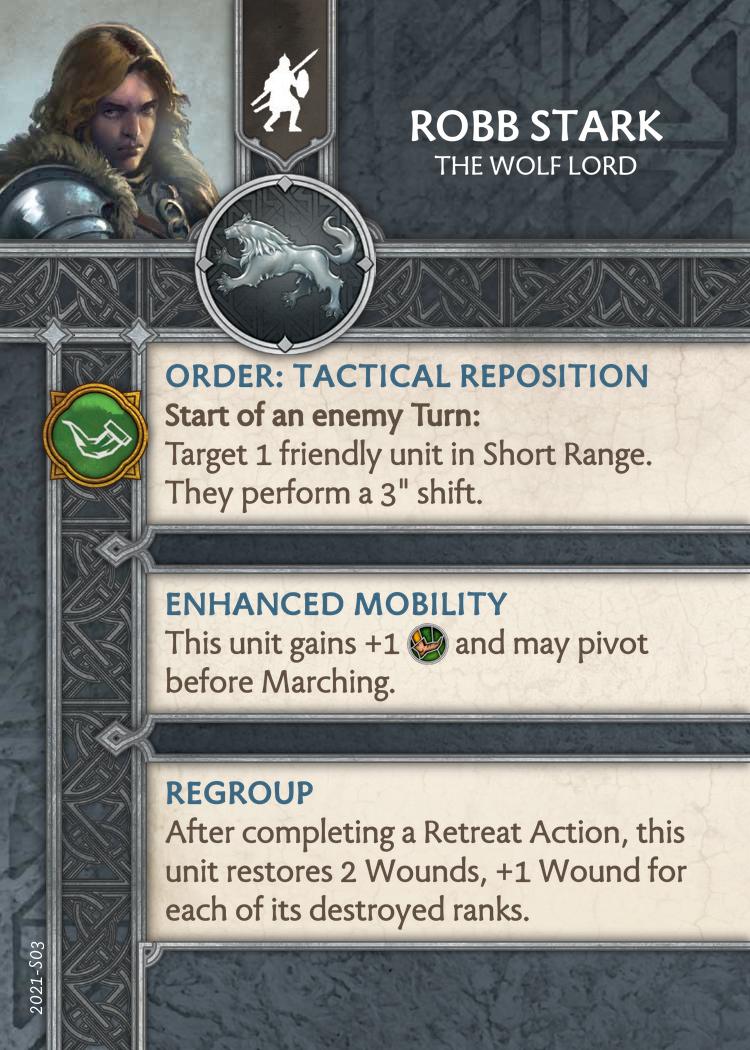 ROBB STARK
THE WOLF LORD
ORDER: TACTICAL REPOSITION
Start of an enemy Turn:
Target 1 friendly unit in Short Range.
They perform a 3" shift.
ENHANCED MOBILITY
This unit gains +1 and may pivot
before Marching.
REGROUP
After completing a Retreat Action, this
unit restores 2 Wounds, +1 Wound for
each of its destroyed ranks.
2021-S03